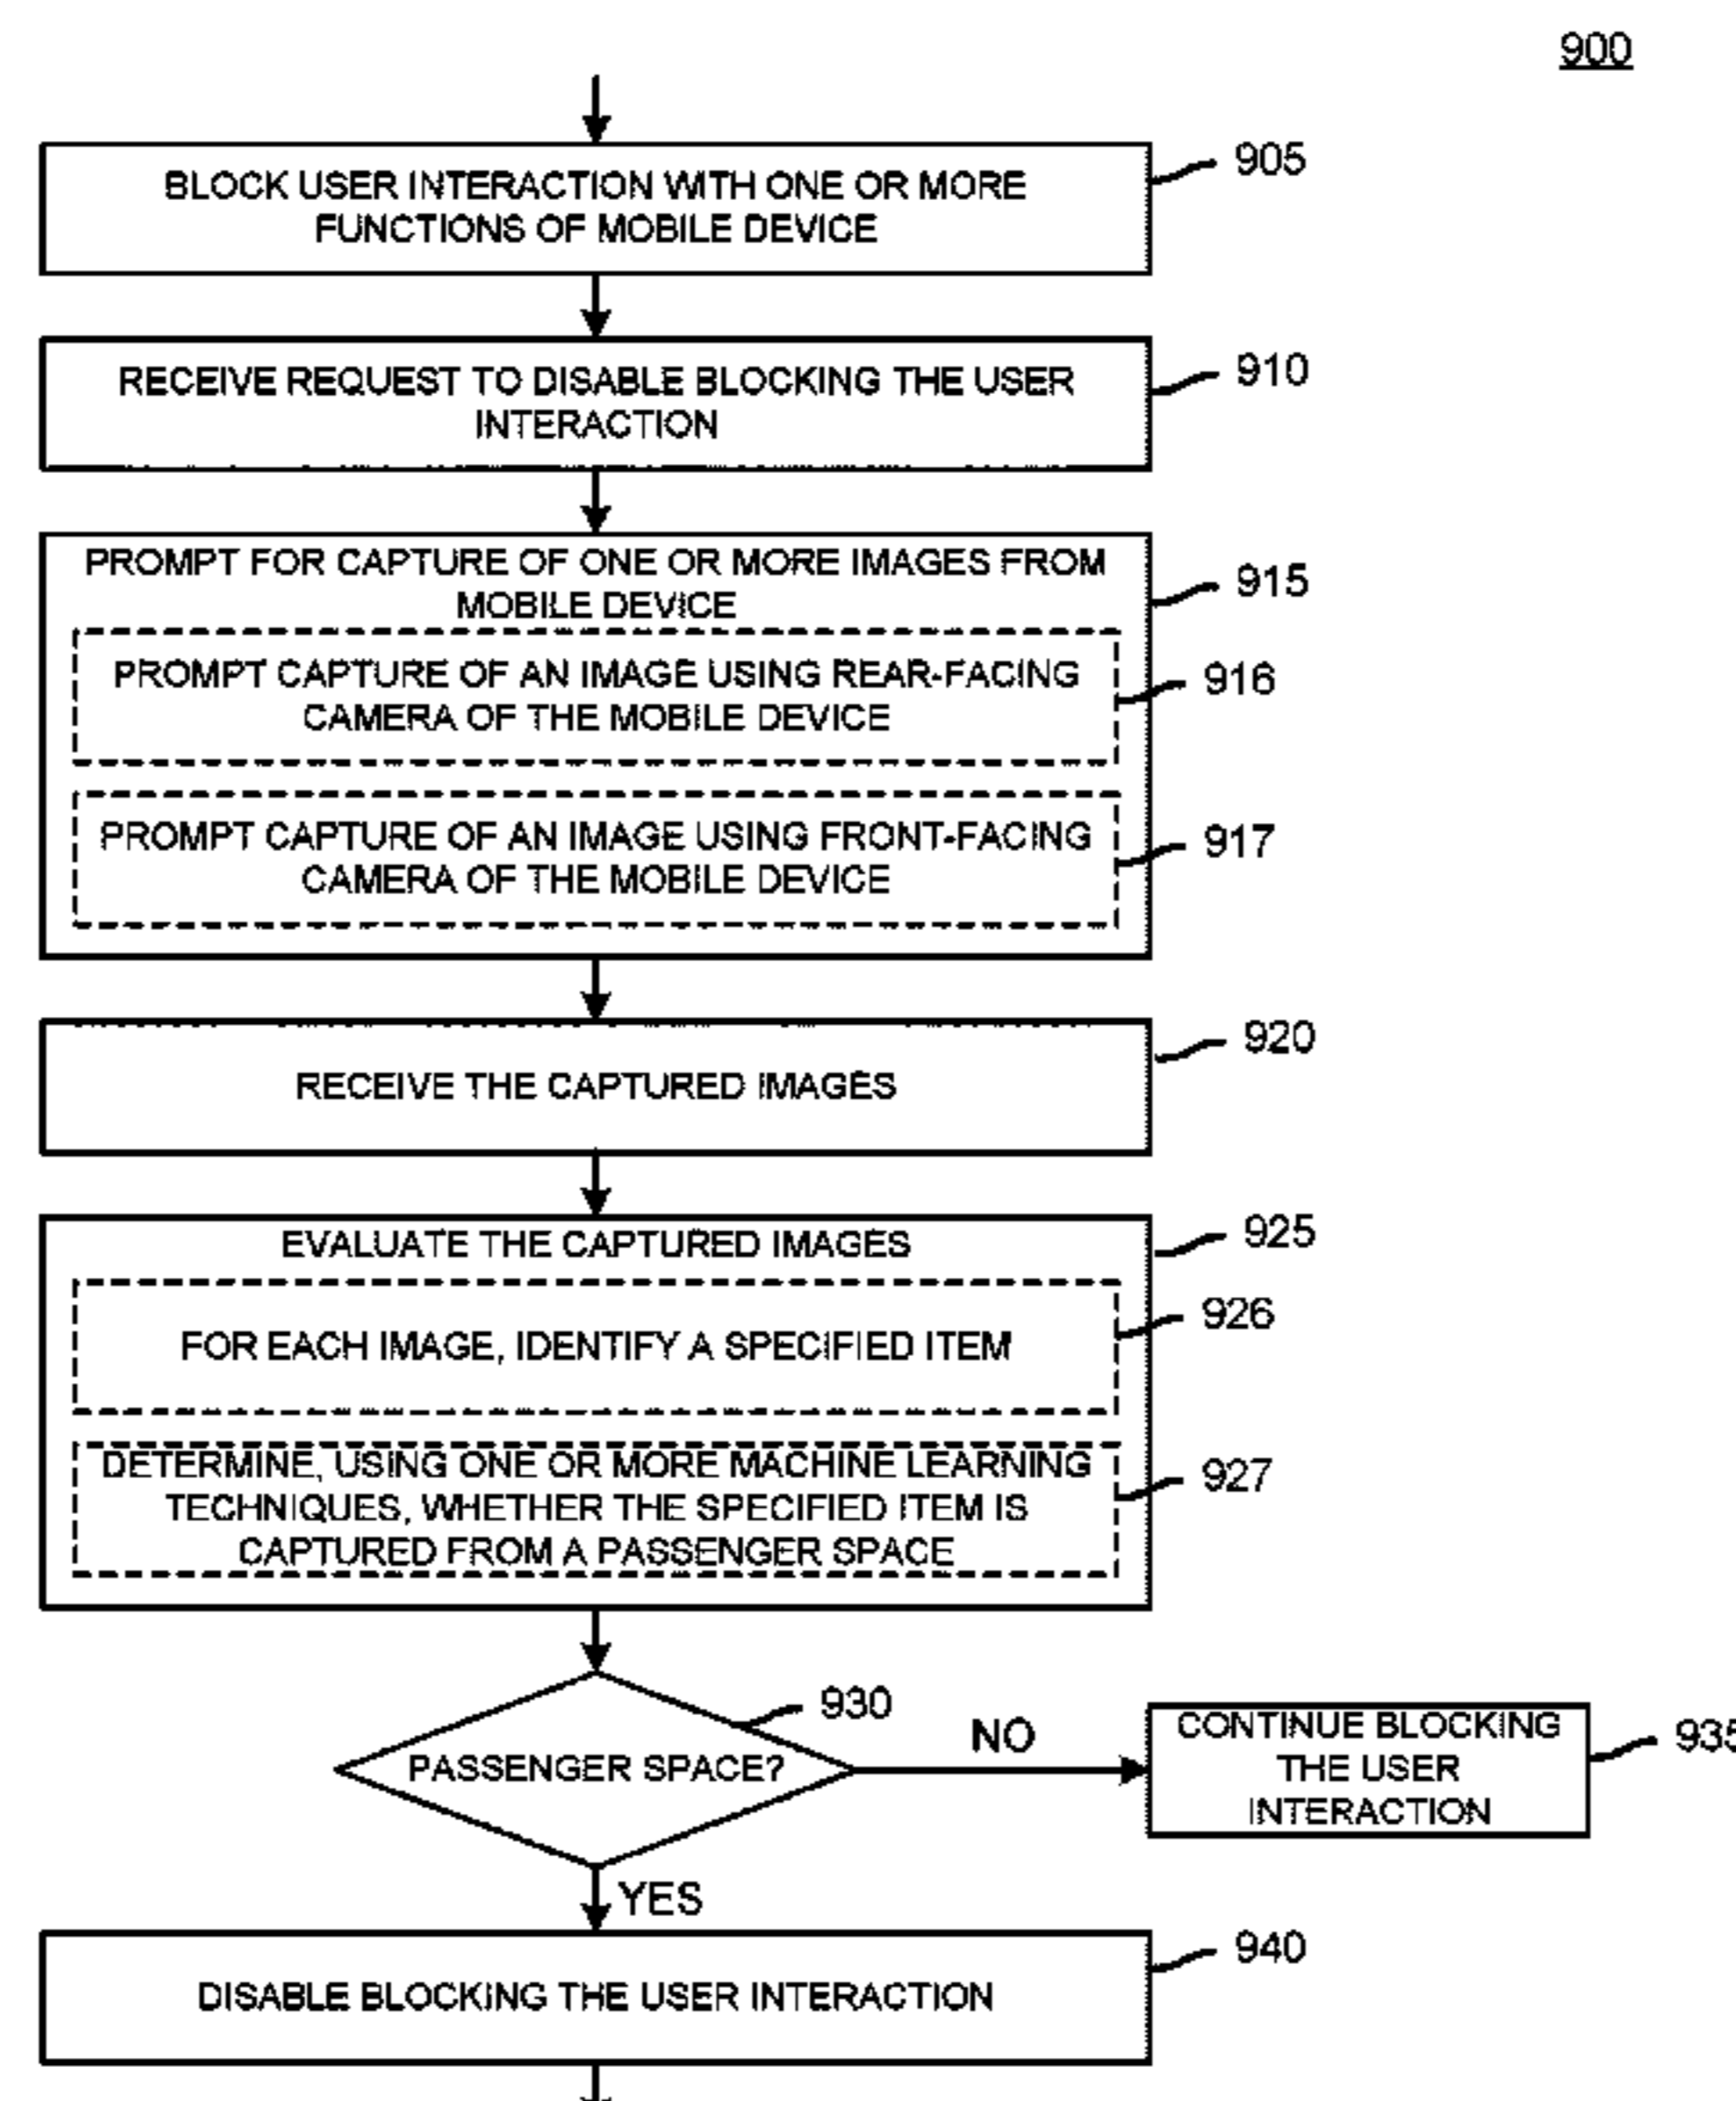 900
BLOCK USER INTERACTION WITH ONE OR MORE
FUNCTIONS OF MOBILE DEVICE
905
RECEIVE REQUEST TO DISABLE BLOCKING THE USER
INTERACTION
910
PROMPT FOR CAPTURE OF ONE OR MORE IMAGES FROM
MOBILE DEVICE
915
PROMPT CAPTURE OF AN IMAGE USING REAR-FACING
CAMERA OF THE MOBILE DEVICE
916
PROMPT CAPTURE OF AN IMAGE USING FRONT-FACING
CAMERA OF THE MOBILE DEVICE
917
RECEIVE THE CAPTURED IMAGES
920
EVALUATE THE CAPTURED IMAGES
925
FOR EACH IMAGE, IDENTIFY A SPECIFIED ITEM
926
DETERMINE, USING ONE OR MORE MACHINE LEARNING
TECHNIQUES, WHETHER THE SPECIFIED ITEM IS
CAPTURED FROM A PASSENGER SPACE
927
PASSENGER SPACE?
930
NO
CONTINUE BLOCKING
THE USER
INTERACTION
935
YES
DISABLE BLOCKING THE USER INTERACTION
940